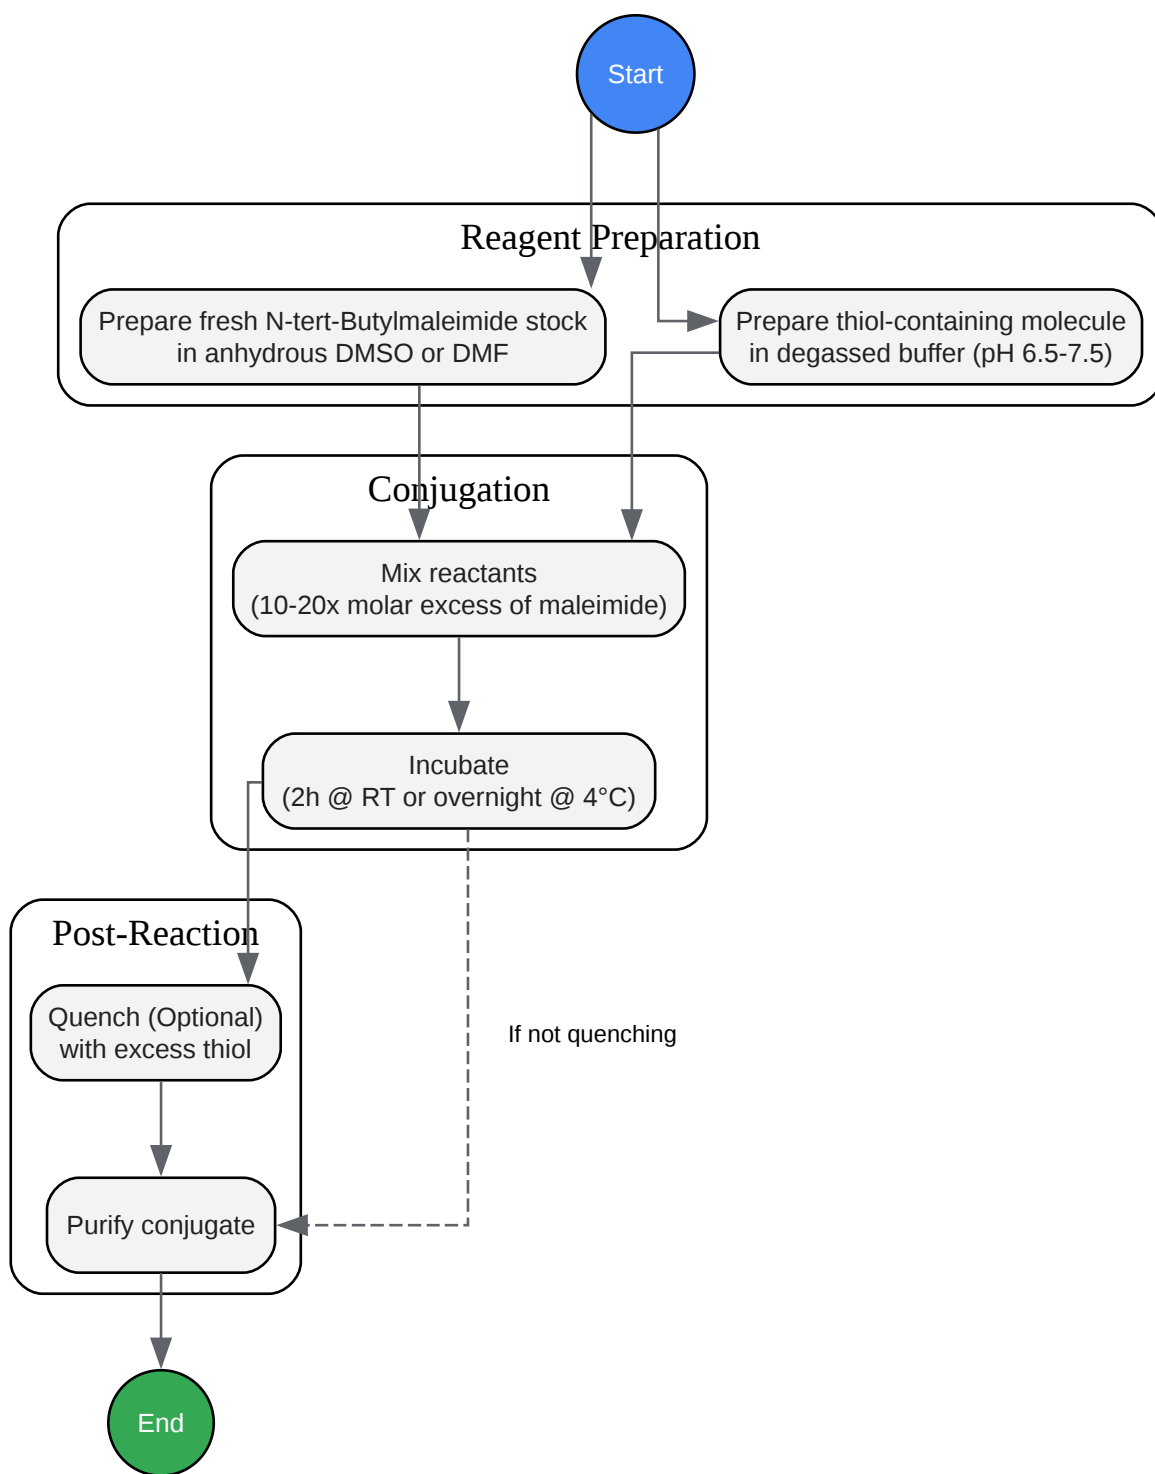 Start
Reagent Preparation
Prepare fresh N-tert-Butylmaleimide stock
in anhydrous DMSO or DMF
Prepare thiol-containing molecule
in degassed buffer (pH 6.5-7.5)
Conjugation
Mix reactants
(10-20x molar excess of maleimide)
Incubate
(2h @ RT or overnight @ 4°C)
Post-Reaction
Quench (Optional)
with excess thiol
If not quenching
Purify conjugate
End